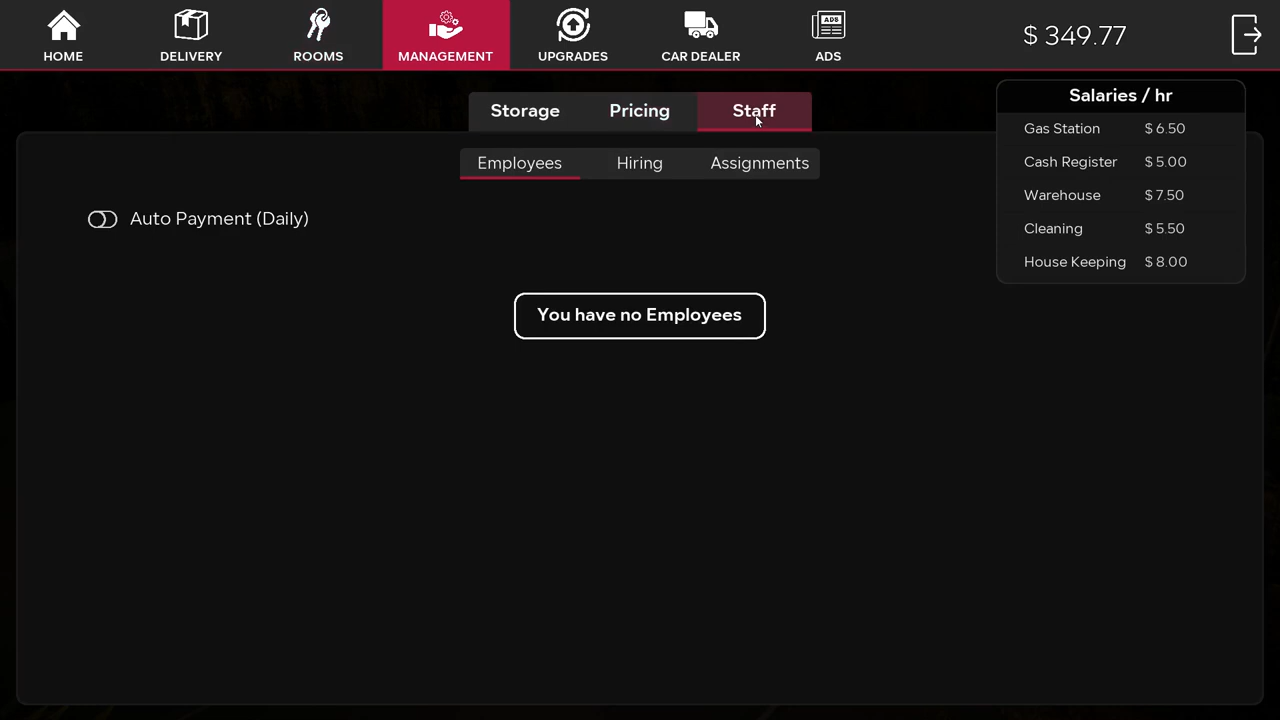 HOME
DELIVERY
ROOMS
MANAGEMENT
UPGRADES
CAR DEALER
ADS
ADS
$ 349.77
Storage
Pricing
Staff
Salaries / hr
Gas Station $ 6.50
Cash Register $ 5.00
Warehouse $ 7.50
Cleaning $ 5.50
House Keeping $ 8.00
Employees
Hiring
Assignments
Auto Payment (Daily)
You have no Employees